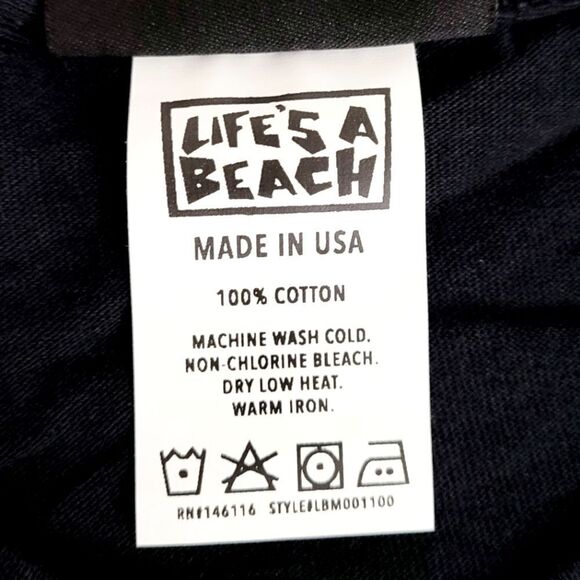 LIFE'S A
BEACH
MADE IN USA
100% COTTON
MACHINE WASH COLD.
NON-CHLORINE BLEACH.
DRY LOW HEAT.
WARM IRON.
RN#146116 STYLE#LBM001100